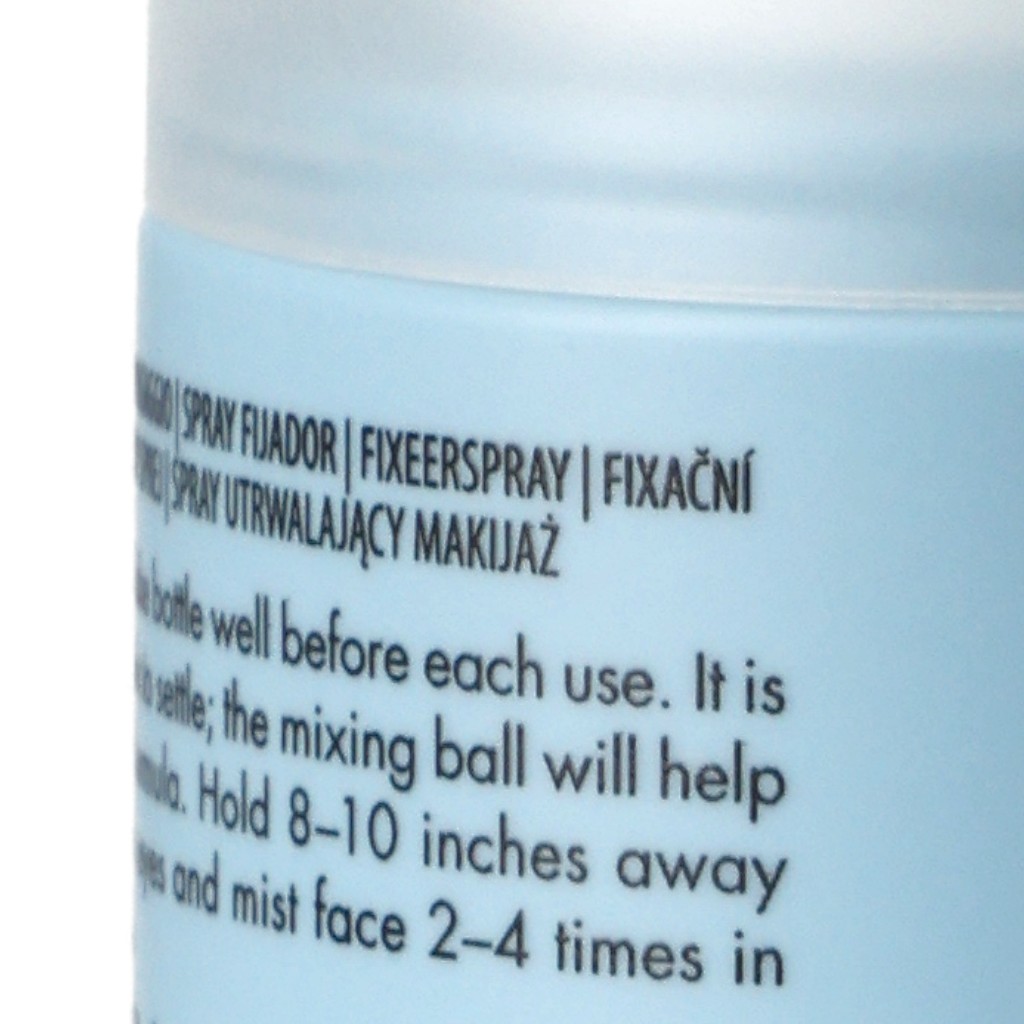 | SPRAY FIJADOR | FIXEERSPRAY | FIXAČNÍ
| SPRAY UTRWALAJĄCY MAKIJAŻ
bottle well before each use. It is
settle; the mixing ball will help
Hold 8–10 inches away
eyes and mist face 2–4 times in